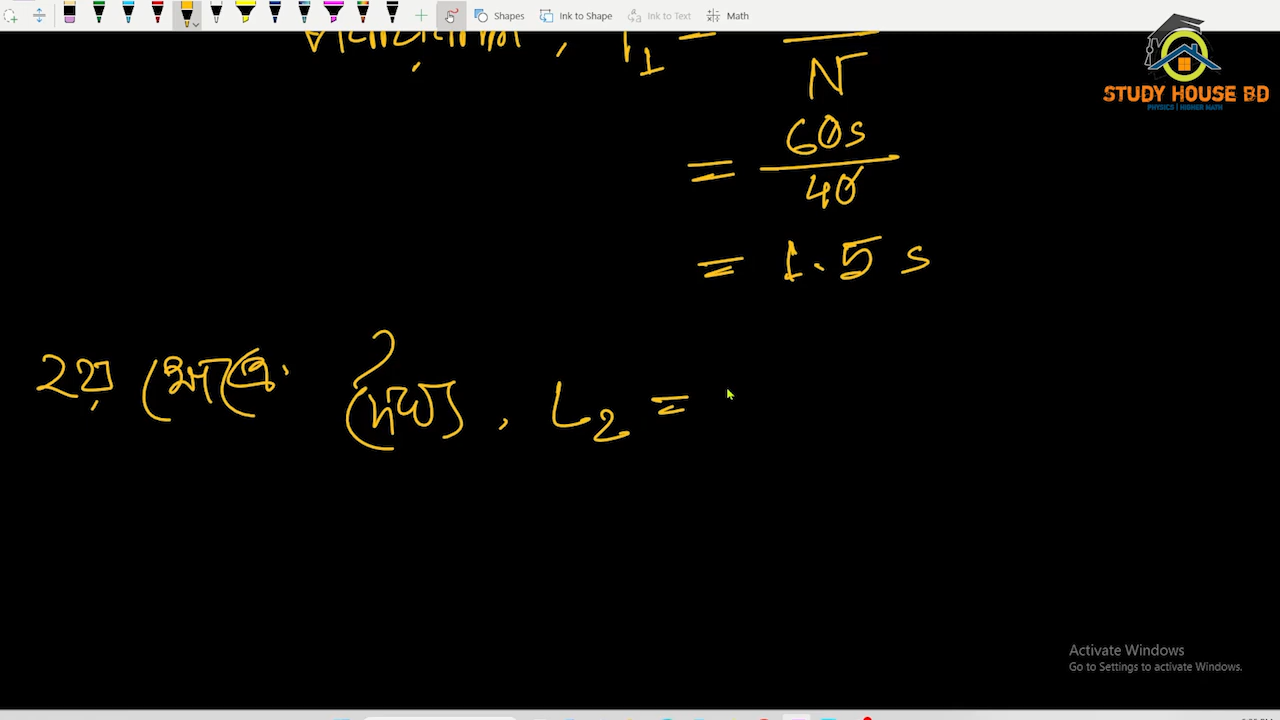 Shapes Ink to Shape Ink to Text Math
, T₁ =
N
STUDY HOUSE BD
PHYSICS | HIGHER MATH
= 60s / 40
= 1.5 s
২য় ক্ষেত্রে দৈর্ঘ্য, L₂ =
Activate Windows
Go to Settings to activate Windows.